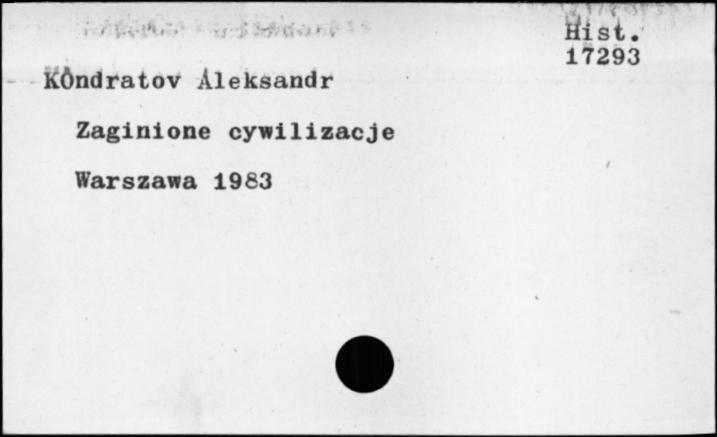 Hist.
17293
Kondratov Aleksandr
Zaginione cywilizacje
Warszawa 1983